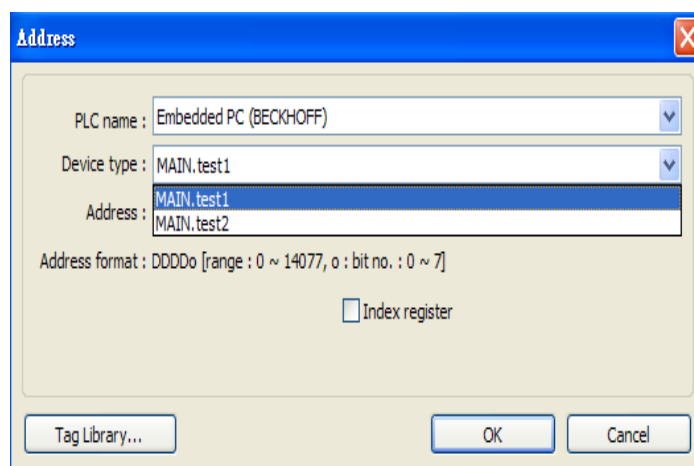 Address
PLC name : Embedded PC (BECKHOFF)
Device type : MAIN.test1
MAIN.test1
Address :
MAIN.test2
Address format : DDDDo [range : 0 ~ 14077, o : bit no. : 0 ~ 7]
Index register
Tag Library... OK Cancel